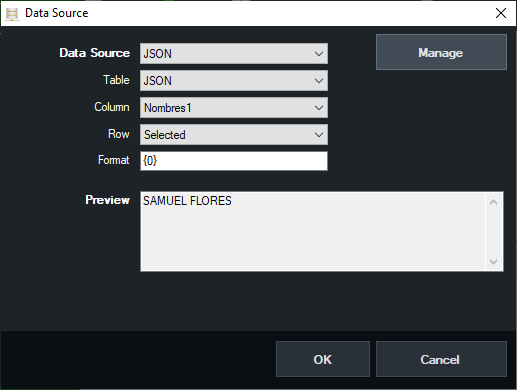 Data Source
Data Source JSON Manage
Table JSON
Column Nombres1
Row Selected
Format {0}
Preview SAMUEL FLORES
OK Cancel